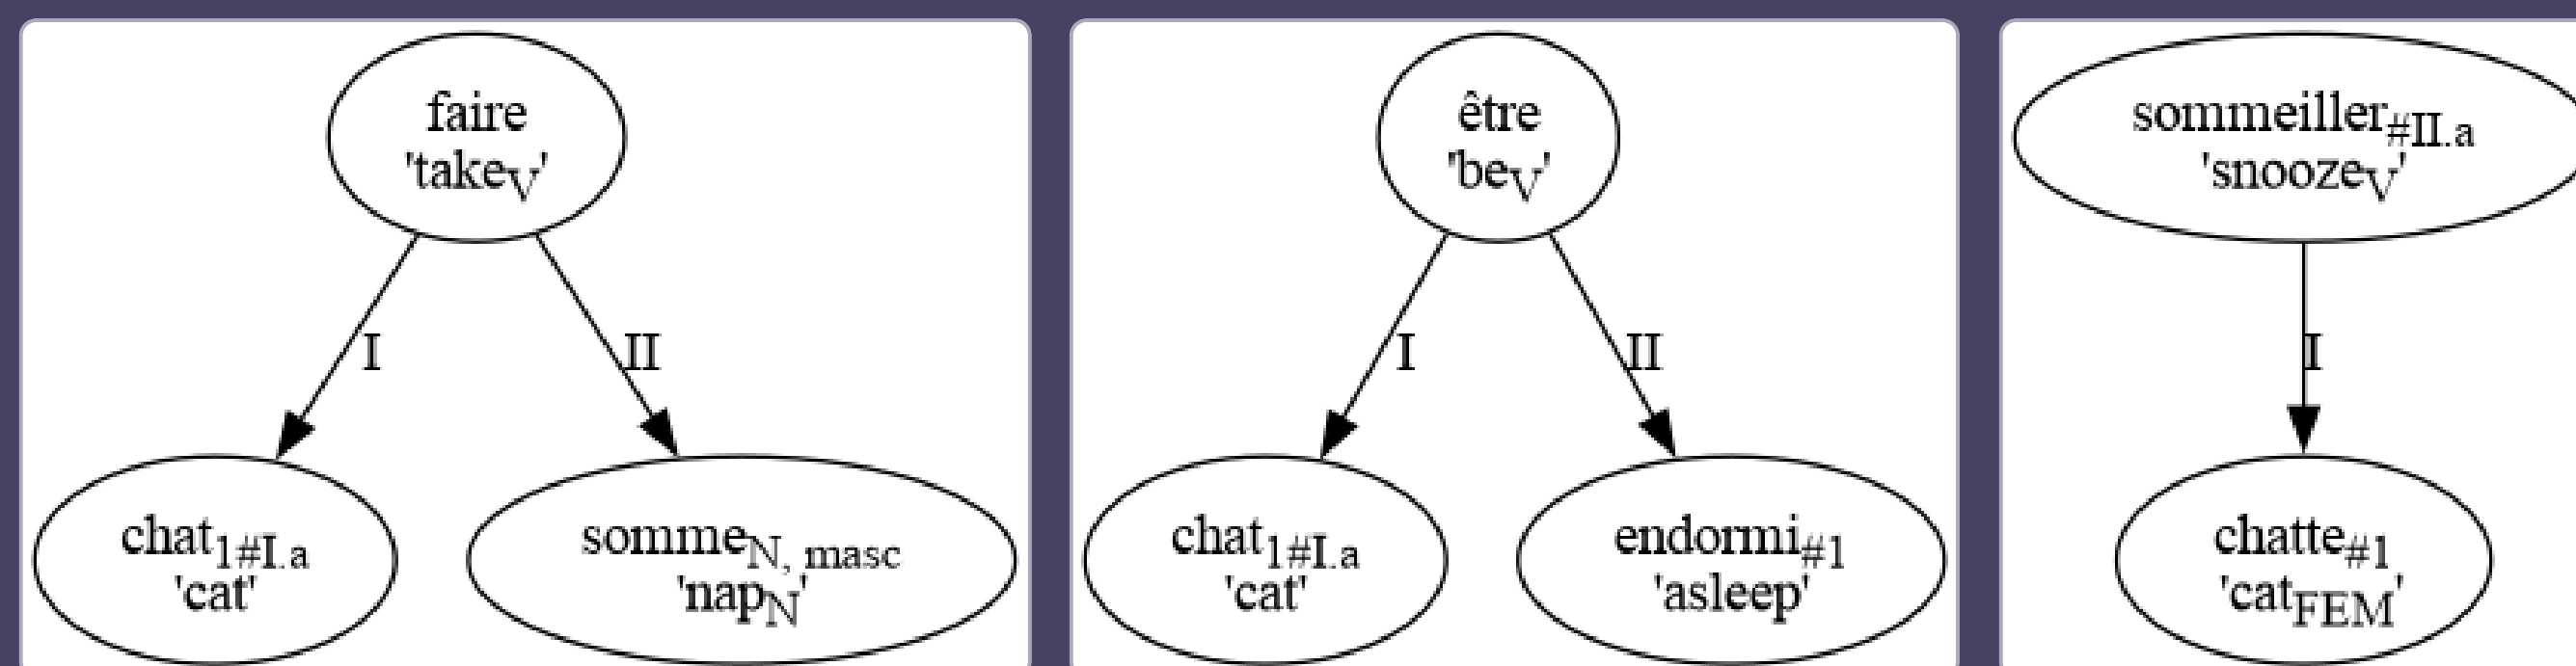 faire
'takeV'
I
II
chat1#I.a
'cat'
sommeN, masc
'napN'
être
'beV'
I
II
chat1#I.a
'cat'
endormi#1
'asleep'
sommeiller#II.a
'snoozeV'
I
chatte#1
'catFEM'